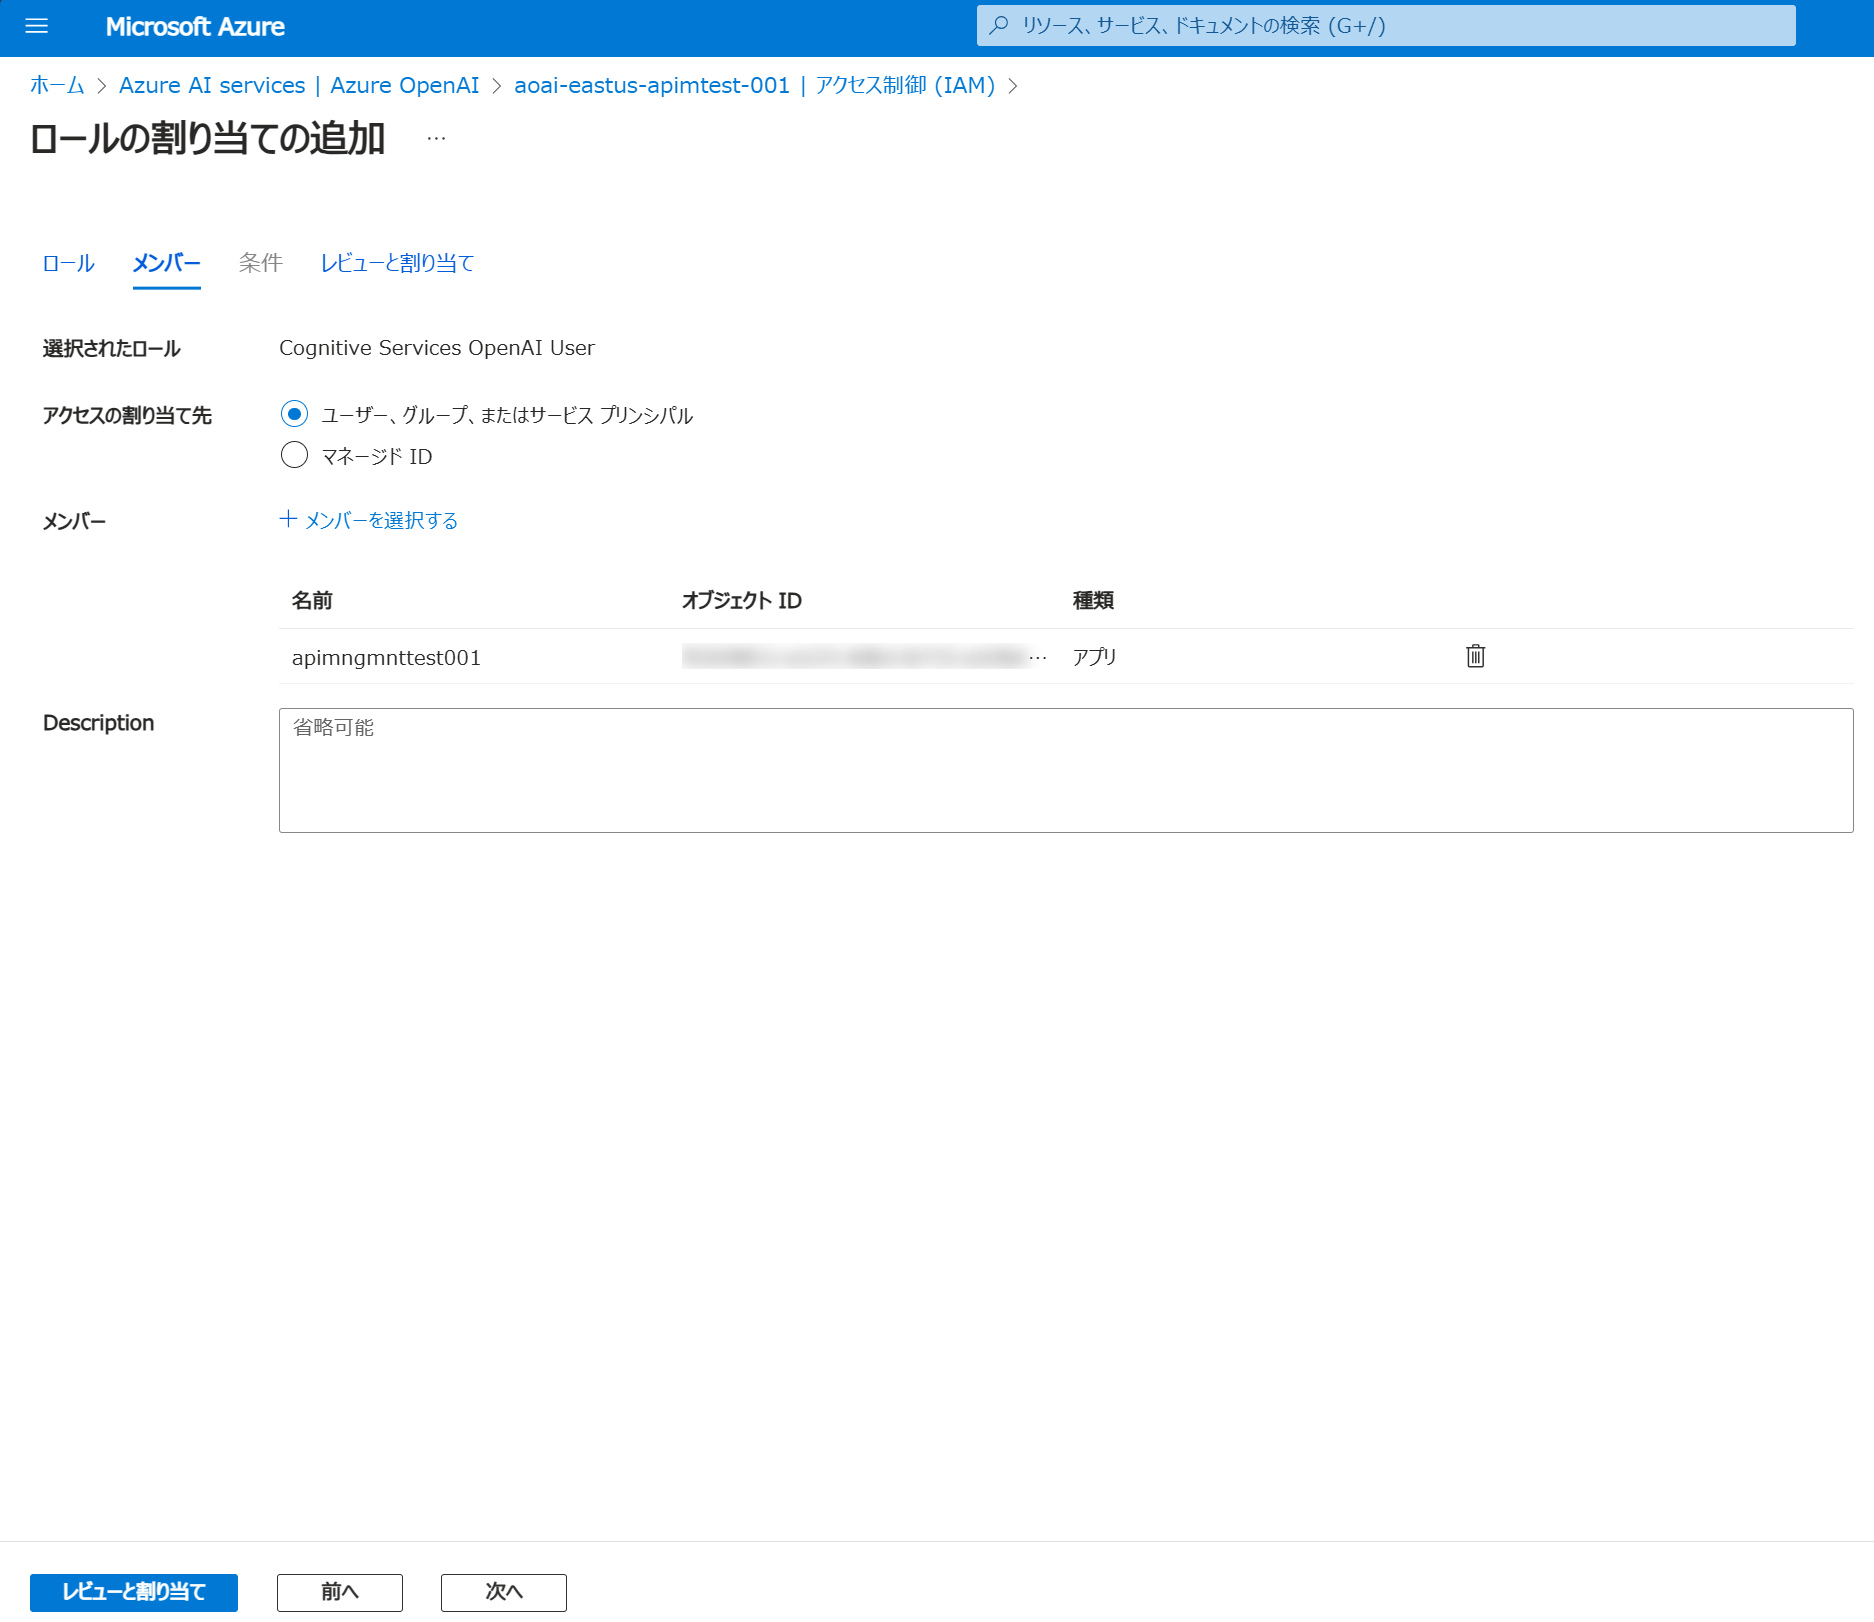 Microsoft Azure
リソース、サービス、ドキュメントの検索 (G+/)
ホーム > Azure AI services | Azure OpenAI > aoai-eastus-apimtest-001 | アクセス制御 (IAM) >
ロールの割り当ての追加 …
ロール メンバー 条件 レビューと割り当て
選択されたロール Cognitive Services OpenAI User
アクセスの割り当て先 ユーザー、グループ、またはサービス プリンシパル
マネージド ID
メンバー + メンバーを選択する
名前 オブジェクト ID 種類
apimngmnttest001 … アプリ
Description 省略可能
レビューと割り当て 前へ 次へ